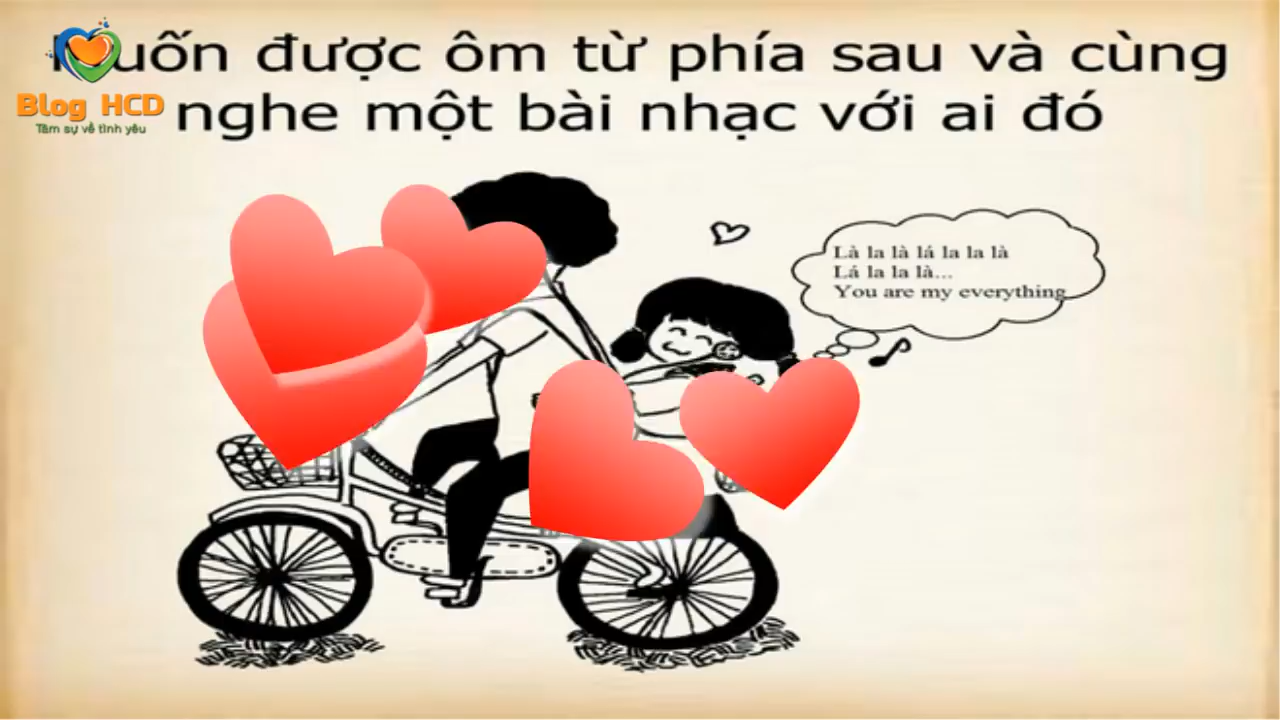 uốn được ôm từ phía sau và cùng
nghe một bài nhạc với ai đó
Blog HCD
Tâm sự về tình yêu
Là la là lá la la là
Lá la la là...
You are my everything